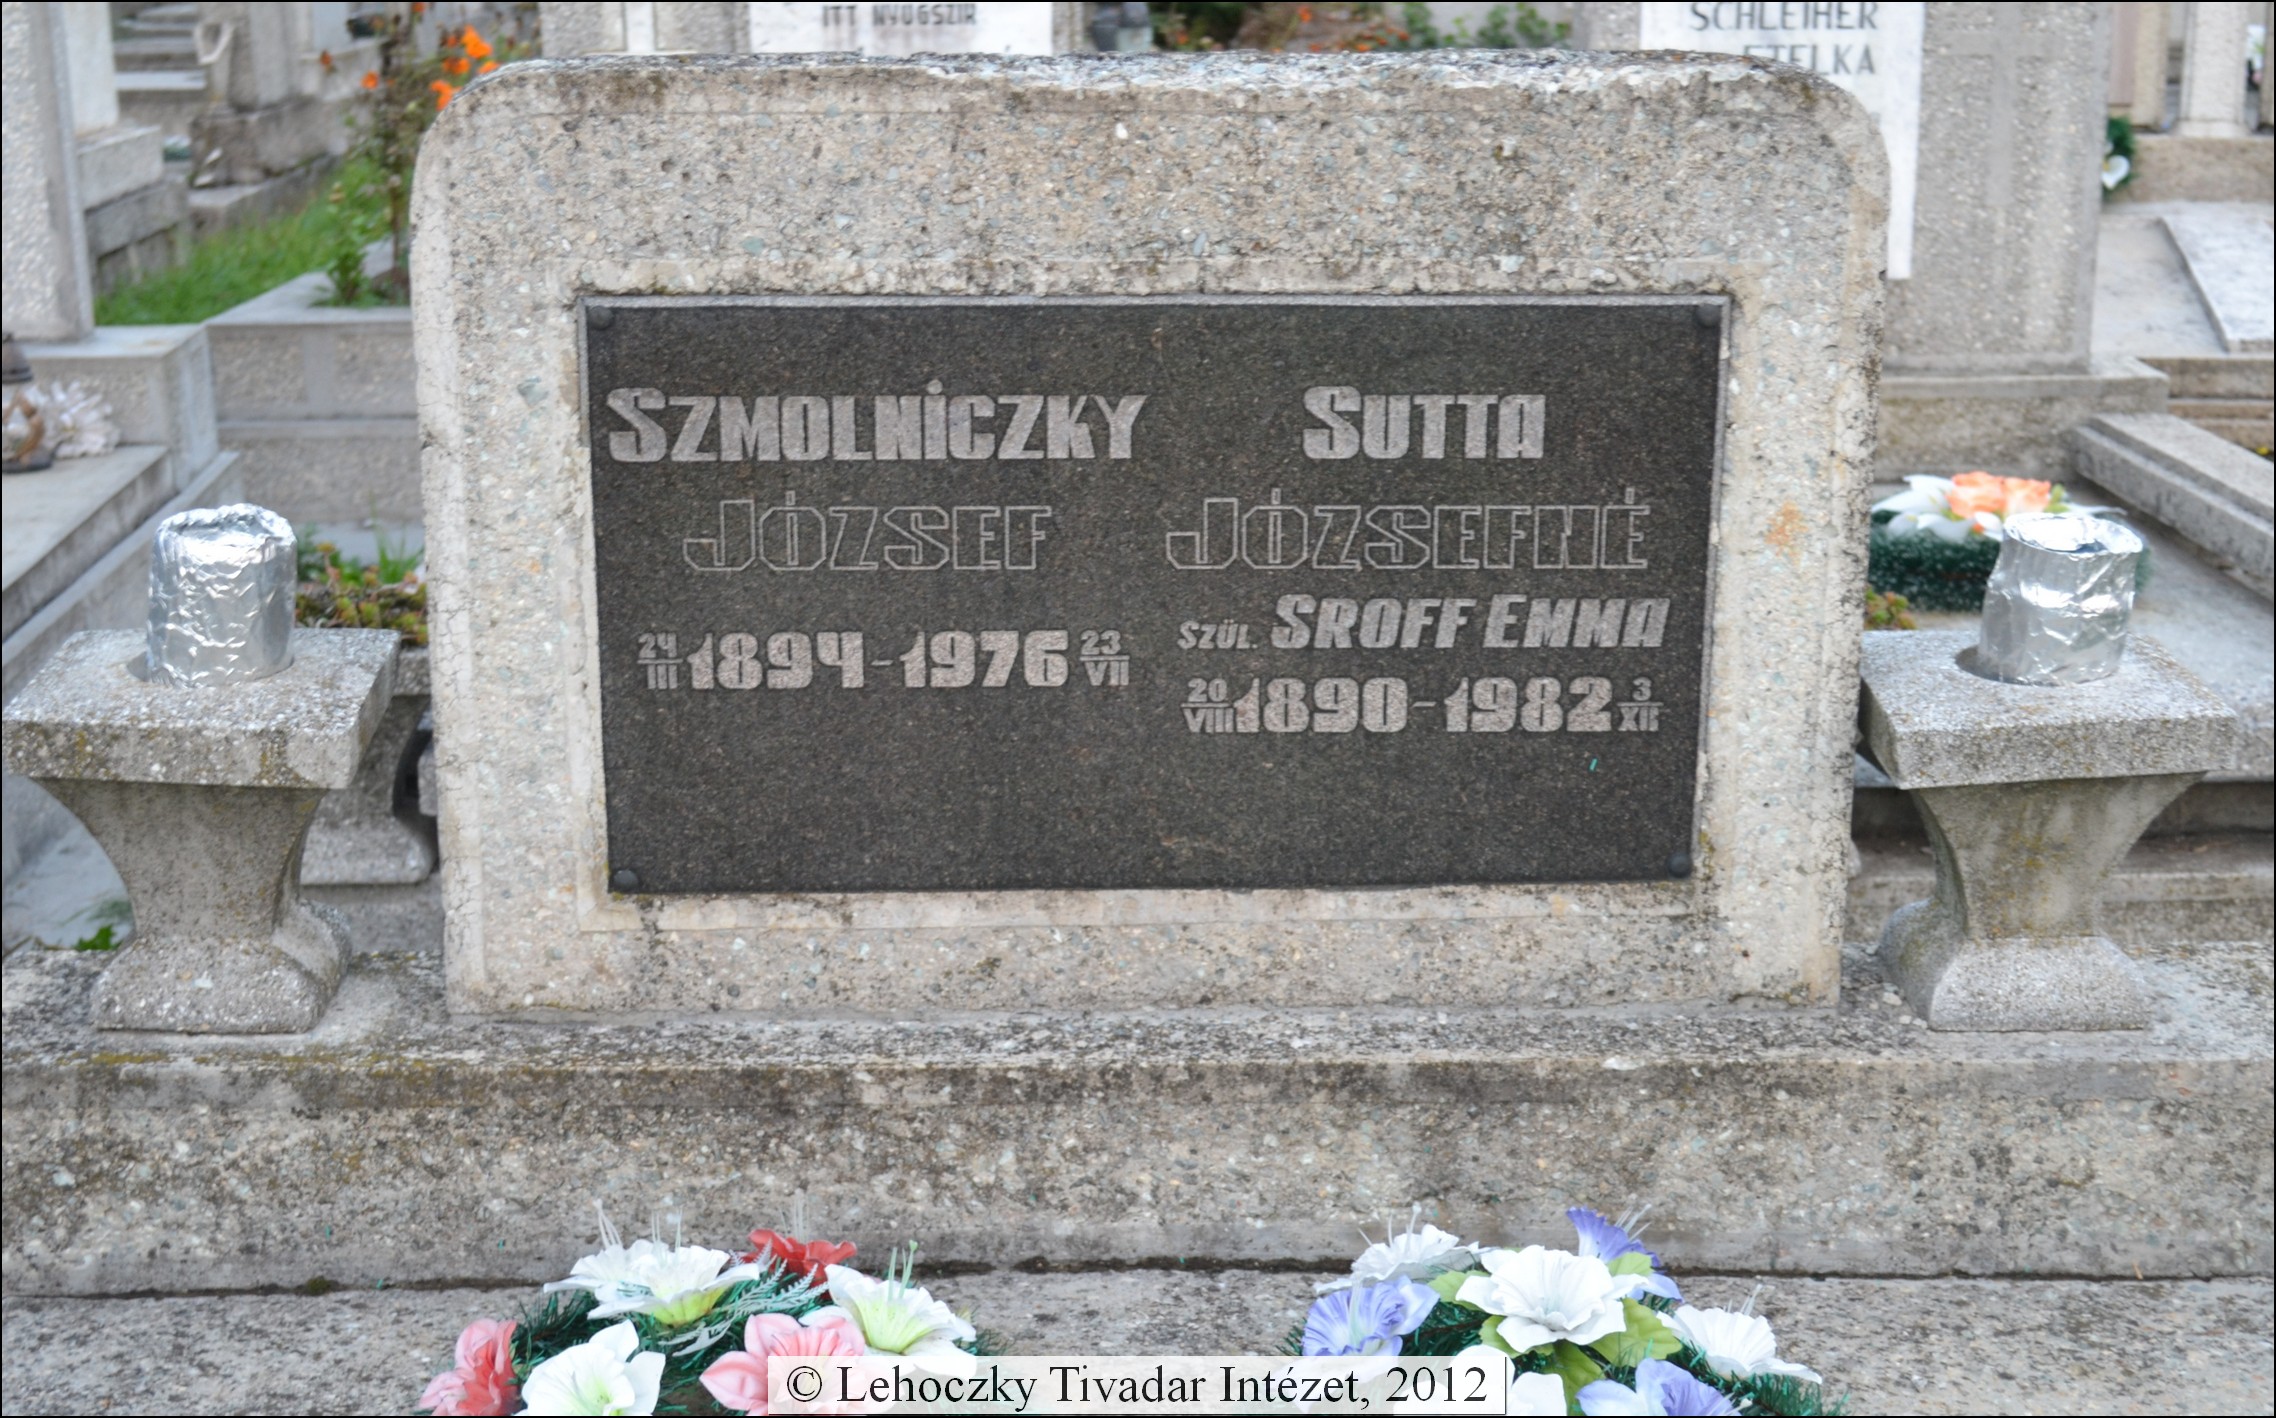 ITT NYUGSZIK
SCHLEIHER
ETELKA
SZMOLNICZKY
JÓZSEF
24/III 1894-1976 23/VII
SUTTA
JÓZSEFNÉ
SZÜL. SROFF EMMA
20/VIII 1890-1982 3/XII
© Lehoczky Tivadar Intézet, 2012